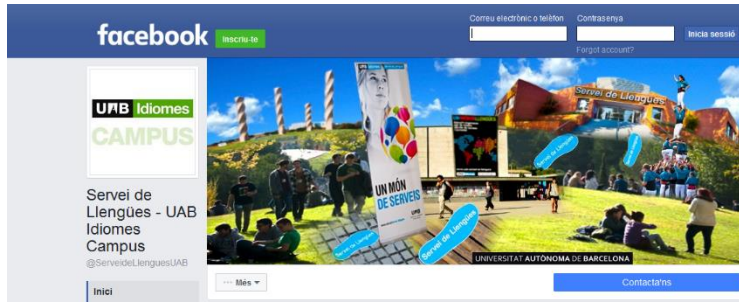 Correu electrònic o telèfon
Contrasenya
facebook
Inscriu-te
Inicia sessió
Forgot account?
UAB Idiomes
CAMPUS
Servei de Llengües
UN MÓN
DE SERVEIS
UAB
Servei de Llengües
Servei de Llengües
Servei de Llengües
UNIVERSITAT AUTÒNOMA DE BARCELONA
Servei de
Llengües - UAB
Idiomes
Campus
@ServeideLlenguesUAB
Inici
Més
Contacta'ns